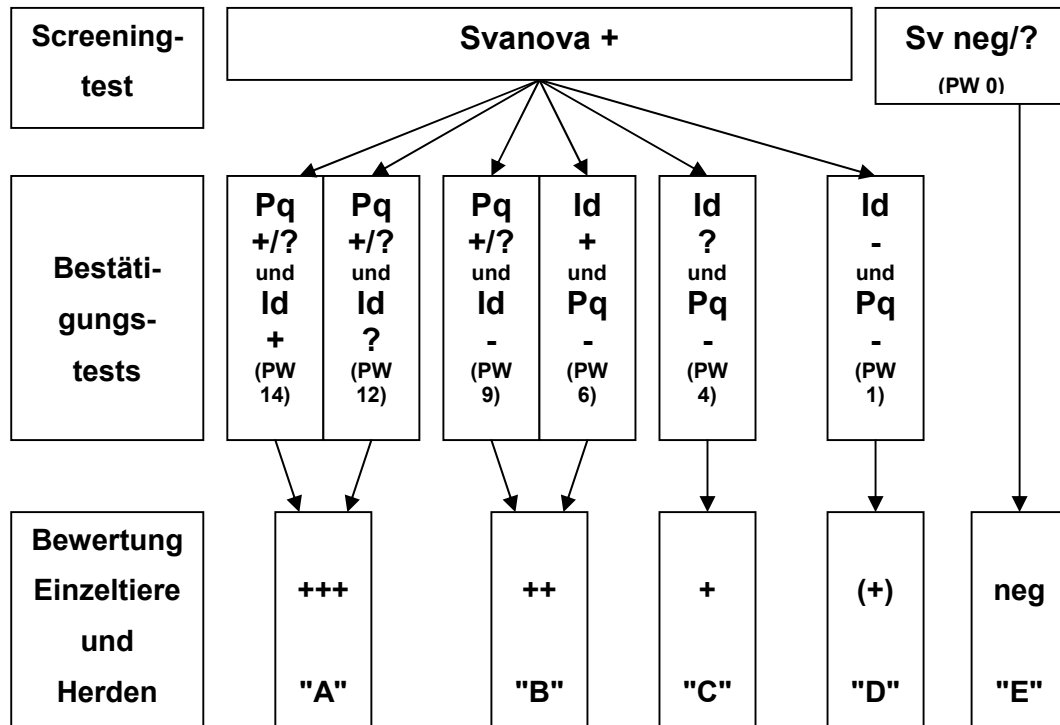 Screening-
test
Svanova +
Sv neg/?
(PW 0)
Bestäti-
gungs-
tests
Pq
+/?
und
Id
+
(PW
14)
Pq
+/?
und
Id
?
(PW
12)
Pq
+/?
und
Id
-
(PW
9)
Id
+
und
Pq
-
(PW
6)
Id
?
und
Pq
-
(PW
4)
Id
-
und
Pq
-
(PW
1)
Bewertung
Einzeltiere
und
Herden
+++
"A"
++
"B"
+
"C"
(+)
"D"
neg
"E"